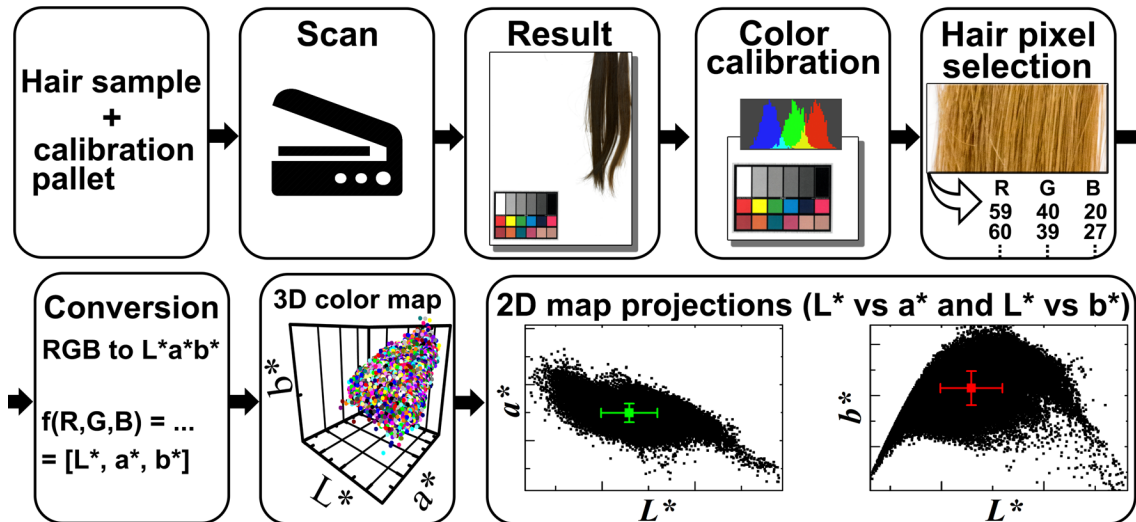 Hair sample
+
calibration
pallet
Scan
Result
Color
calibration
Hair pixel
selection
R G B
59 40 20
60 39 27
⋮ ⋮ ⋮
Conversion
RGB to L*a*b*
f(R,G,B) = ...
= [L*, a*, b*]
3D color map
b*
L*
a*
2D map projections (L* vs a* and L* vs b*)
a*
L*
b*
L*